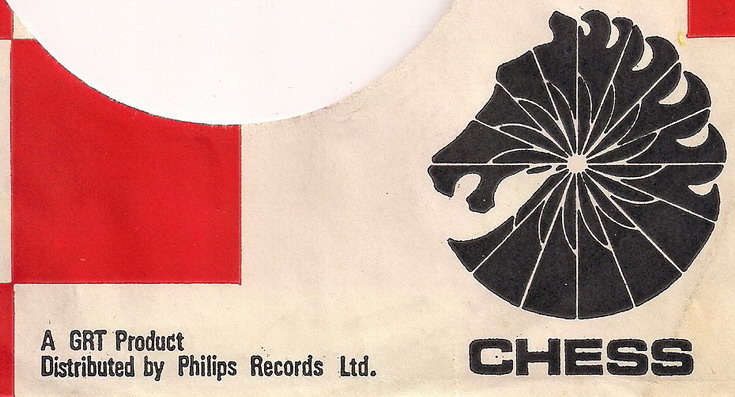 A GRT Product
Distributed by Philips Records Ltd.
CHESS